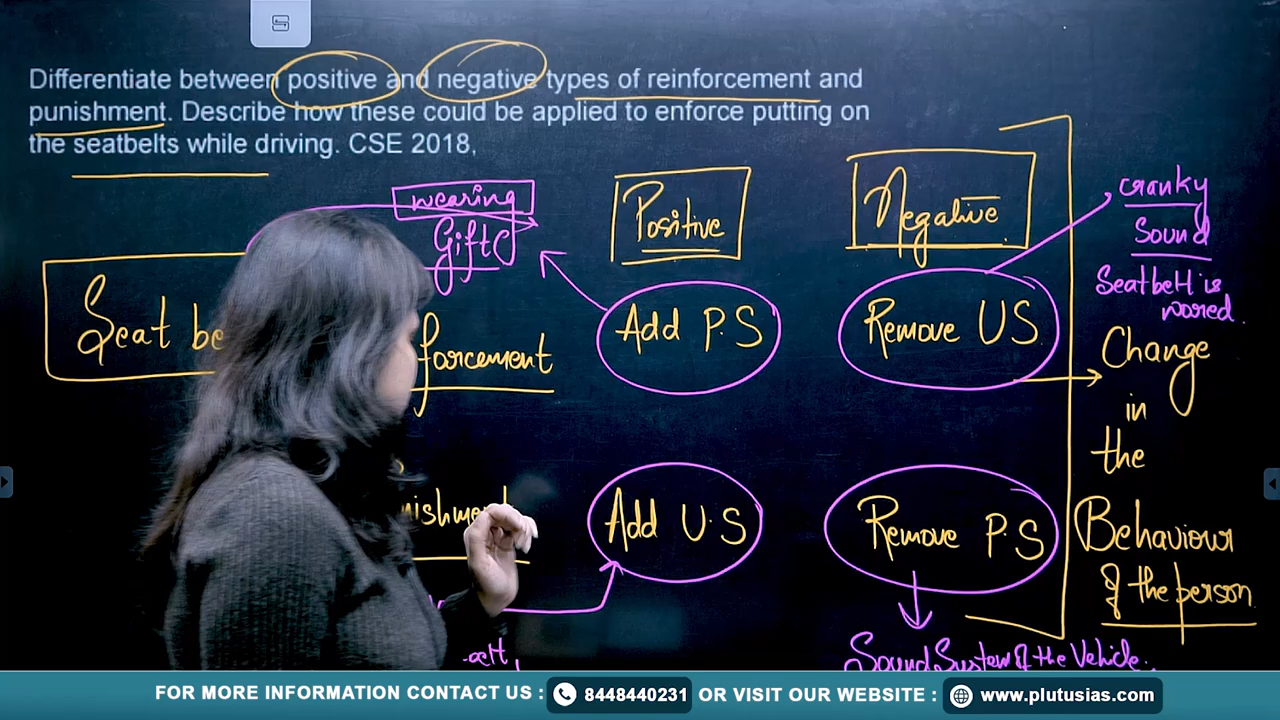 Differentiate between positive and negative types of reinforcement and
punishment. Describe how these could be applied to enforce putting on
the seatbelts while driving. CSE 2018,
wearing
Gift
Positive
Negative
cranky
Sound
Seatbelt is
wored.
Seat be
forcement
Add P.S
Remove US
Change
in
the
Behaviour
of the person
nishment
Add U.S
Remove P.S
Sound System of the Vehicle.
FOR MORE INFORMATION CONTACT US : 8448440231 OR VISIT OUR WEBSITE : www.plutusias.com